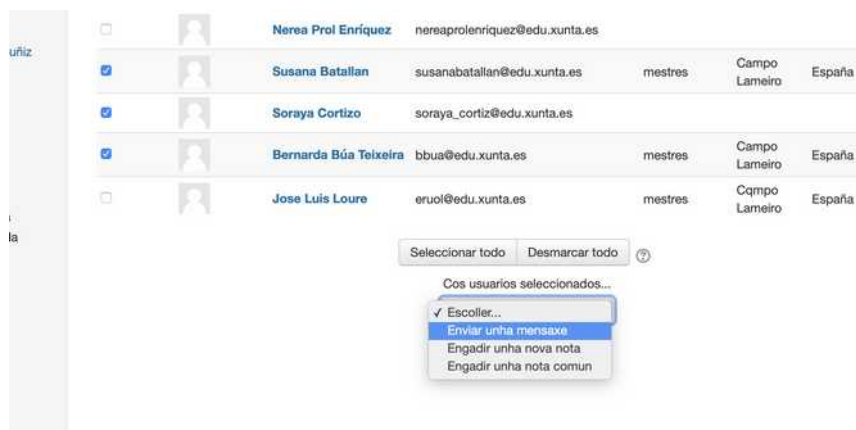 uñiz
la
Nerea Prol Enríquez nereaprolenriquez@edu.xunta.es
Susana Batallan susanabatallan@edu.xunta.es mestres Campo Lameiro España
Soraya Cortizo soraya_cortiz@edu.xunta.es
Bernarda Búa Teixeira bbua@edu.xunta.es mestres Campo Lameiro España
Jose Luis Loure eruol@edu.xunta.es mestres Cqmpo Lameiro España
Seleccionar todo Desmarcar todo ?
Cos usuarios seleccionados...
✓ Escoller...
Enviar unha mensaxe
Engadir unha nova nota
Engadir unha nota comun